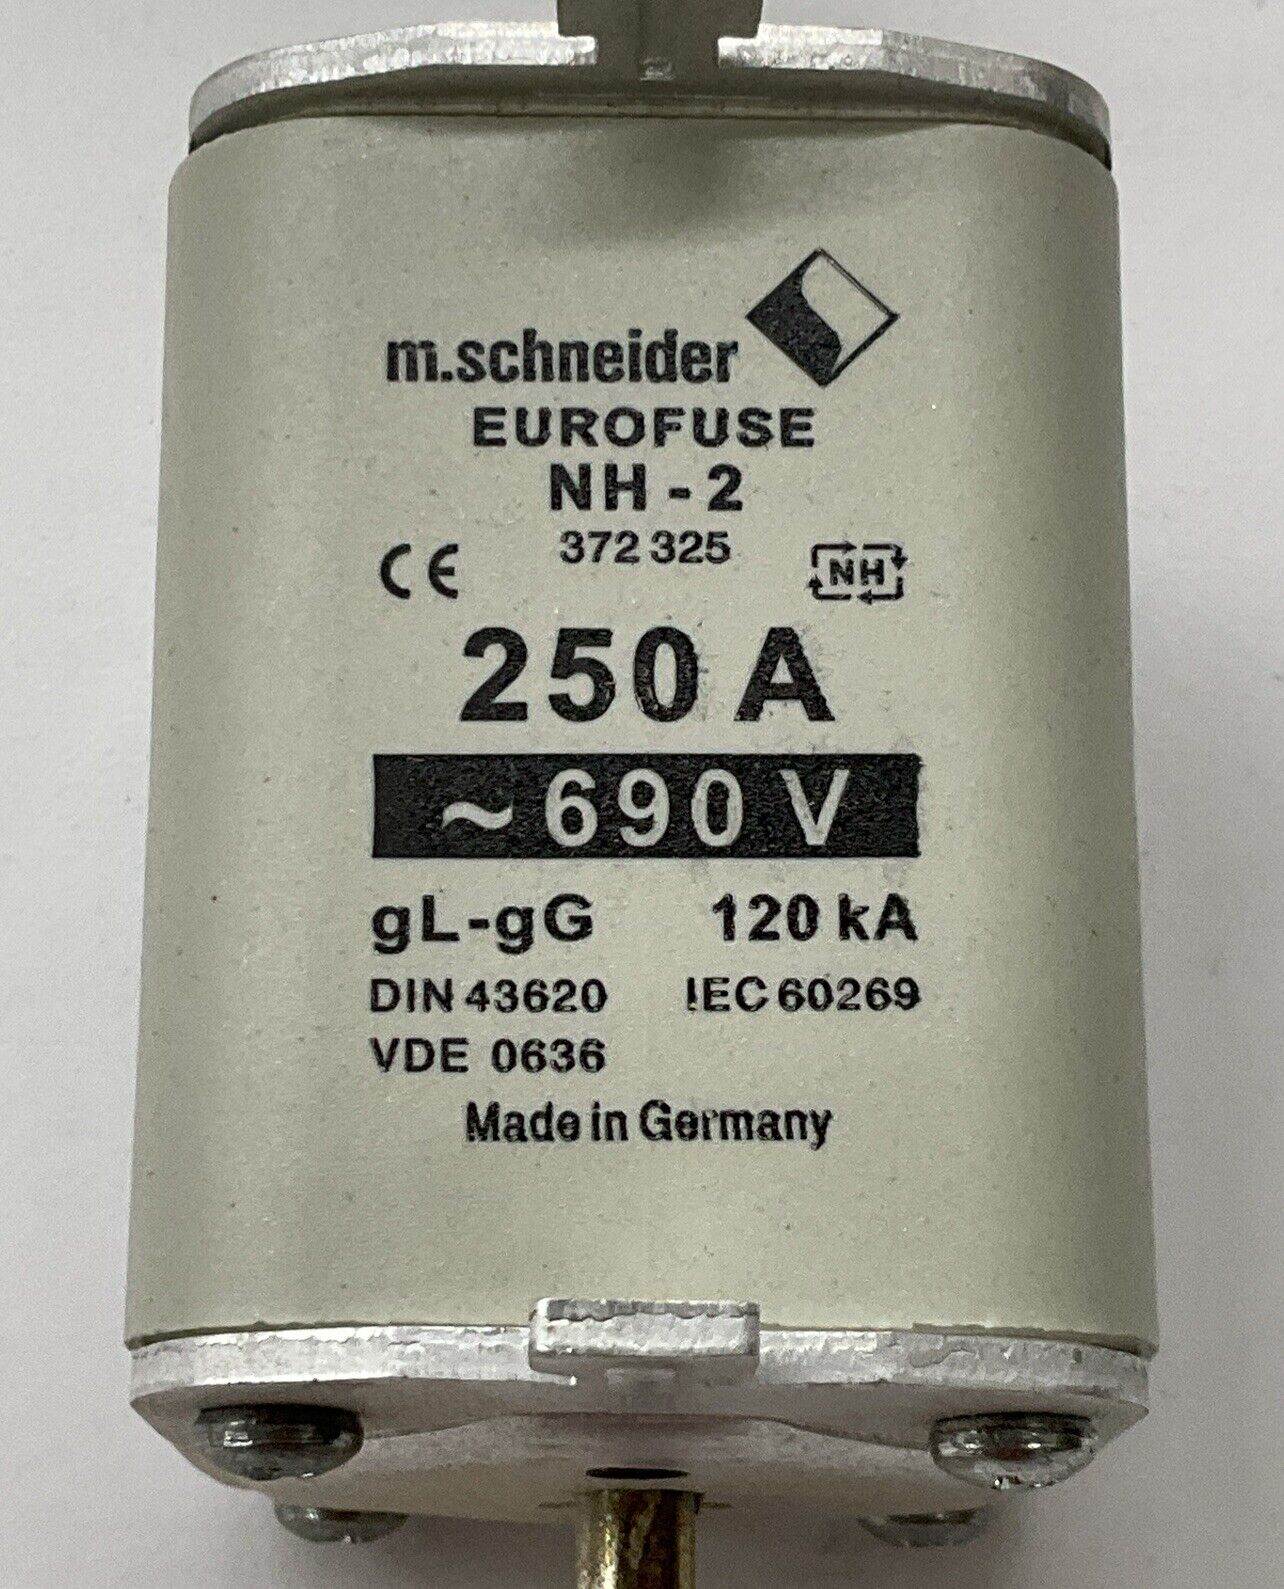 m.schneider
EUROFUSE
NH - 2
372 325
CE NH
250 A
~ 690 V
gL-gG 120 kA
DIN 43620 IEC 60269
VDE 0636
Made in Germany